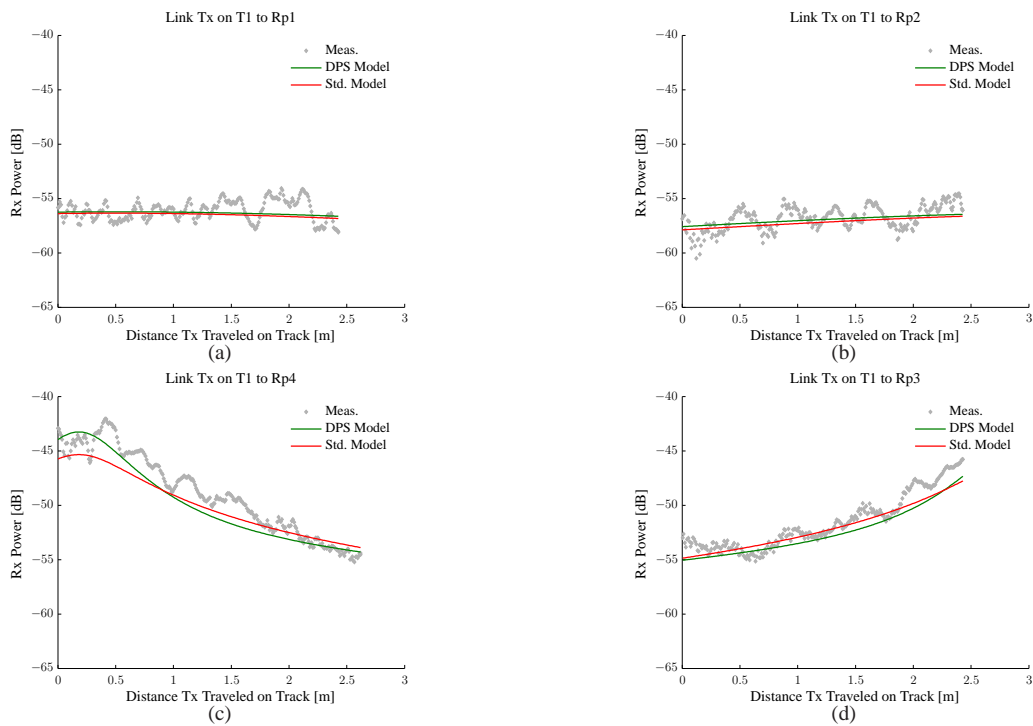 Link Tx on T1 to Rp1
−40
−45
−50
−55
−60
−65
Rx Power [dB]
Meas.
DPS Model
Std. Model
0
0.5
1
1.5
2
2.5
3
Distance Tx Traveled on Track [m]
(a)
Link Tx on T1 to Rp2
−40
−45
−50
−55
−60
−65
Rx Power [dB]
Meas.
DPS Model
Std. Model
0
0.5
1
1.5
2
2.5
3
Distance Tx Traveled on Track [m]
(b)
Link Tx on T1 to Rp4
−40
−45
−50
−55
−60
−65
Rx Power [dB]
Meas.
DPS Model
Std. Model
0
0.5
1
1.5
2
2.5
3
Distance Tx Traveled on Track [m]
(c)
Link Tx on T1 to Rp3
−40
−45
−50
−55
−60
−65
Rx Power [dB]
Meas.
DPS Model
Std. Model
0
0.5
1
1.5
2
2.5
3
Distance Tx Traveled on Track [m]
(d)